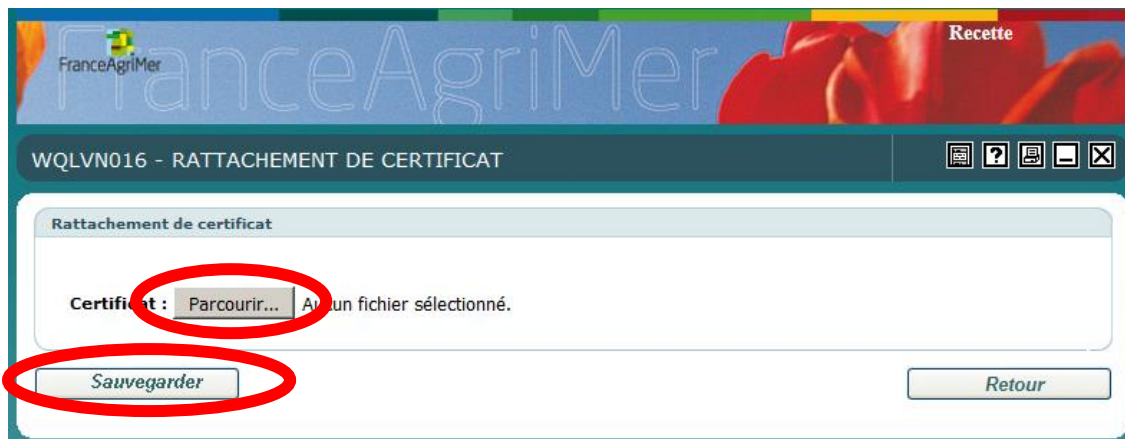 Recette
FranceAgriMer
FranceAgriMer
WQLVN016 - RATTACHEMENT DE CERTIFICAT
?
Rattachement de certificat
Certificat : Parcourir... Aucun fichier sélectionné.
Sauvegarder Retour